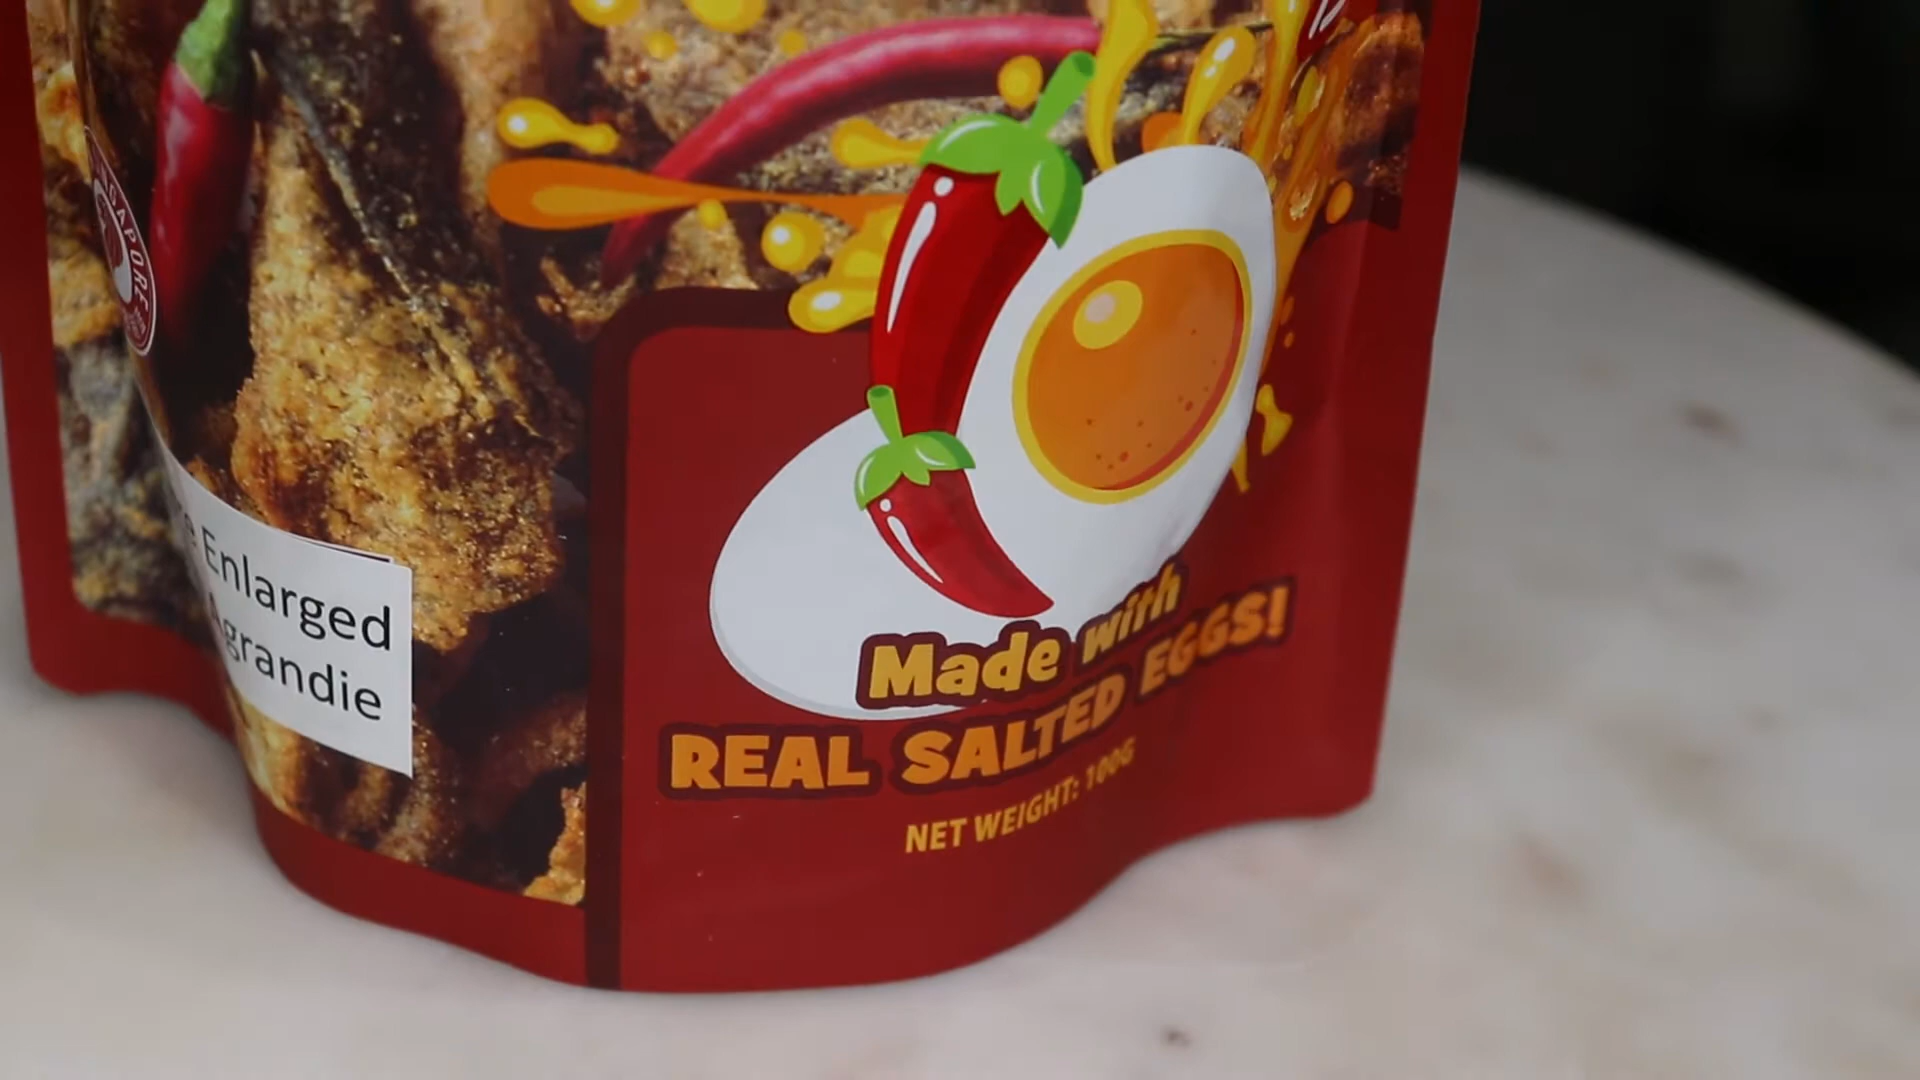 Enlarged
Agrandie
Made with
REAL SALTED EGGS!
NET WEIGHT: 100G